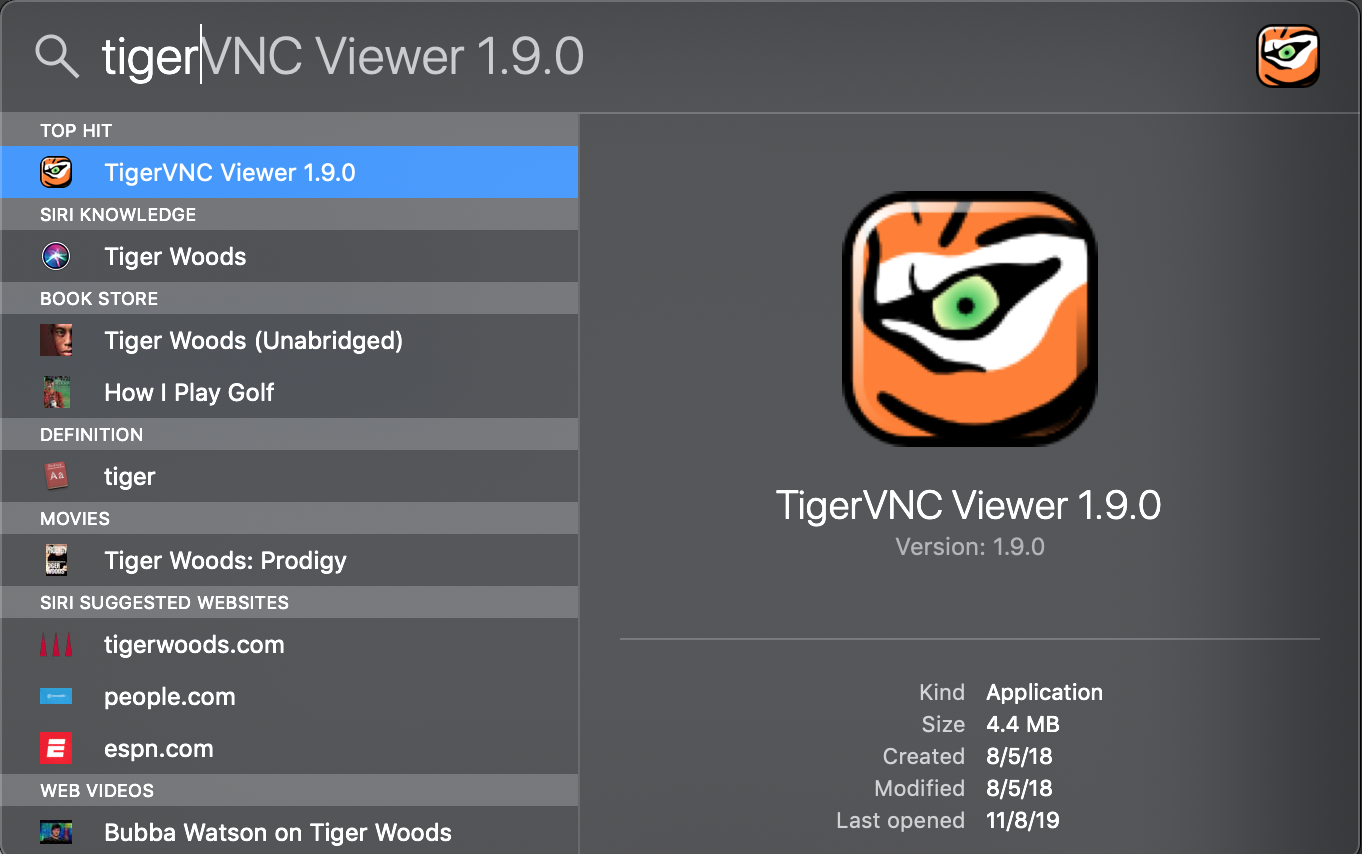 tigerVNC Viewer 1.9.0
TOP HIT
TigerVNC Viewer 1.9.0
SIRI KNOWLEDGE
Tiger Woods
BOOK STORE
Tiger Woods (Unabridged)
How I Play Golf
DEFINITION
Aa
tiger
MOVIES
Tiger Woods: Prodigy
SIRI SUGGESTED WEBSITES
tigerwoods.com
people.com
E
espn.com
WEB VIDEOS
Bubba Watson on Tiger Woods
TigerVNC Viewer 1.9.0
Version: 1.9.0
Kind Application
Size 4.4 MB
Created 8/5/18
Modified 8/5/18
Last opened 11/8/19